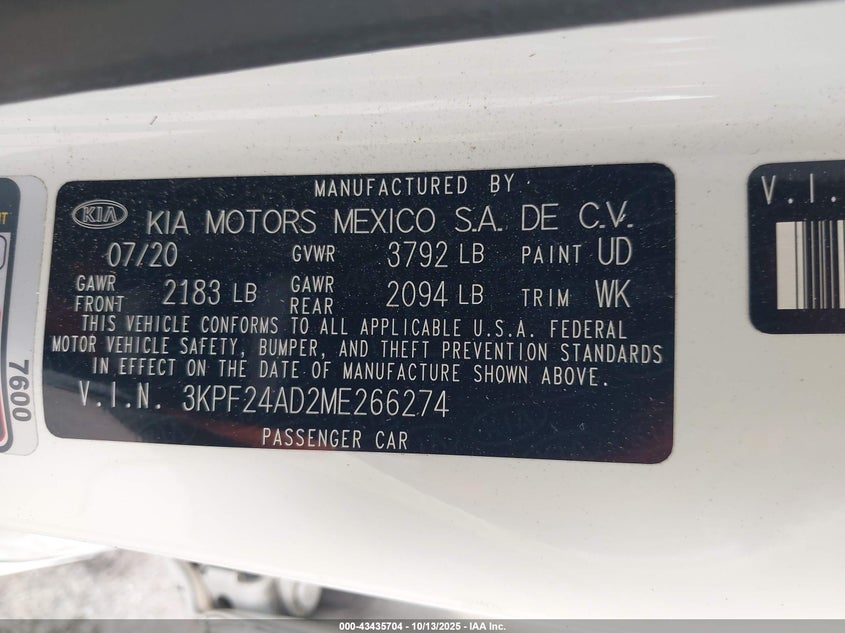 MANUFACTURED BY
KIA KIA MOTORS MEXICO S.A. DE C.V.
07/20 GVWR 3792 LB PAINT UD
GAWR FRONT 2183 LB GAWR REAR 2094 LB TRIM WK
THIS VEHICLE CONFORMS TO ALL APPLICABLE U.S.A. FEDERAL
MOTOR VEHICLE SAFETY, BUMPER, AND THEFT PREVENTION STANDARDS
IN EFFECT ON THE DATE OF MANUFACTURE SHOWN ABOVE.
V.I.N. 3KPF24AD2ME266274
PASSENGER CAR
7600
V.I.
000-43435704 - 10/13/2025 - IAA Inc.